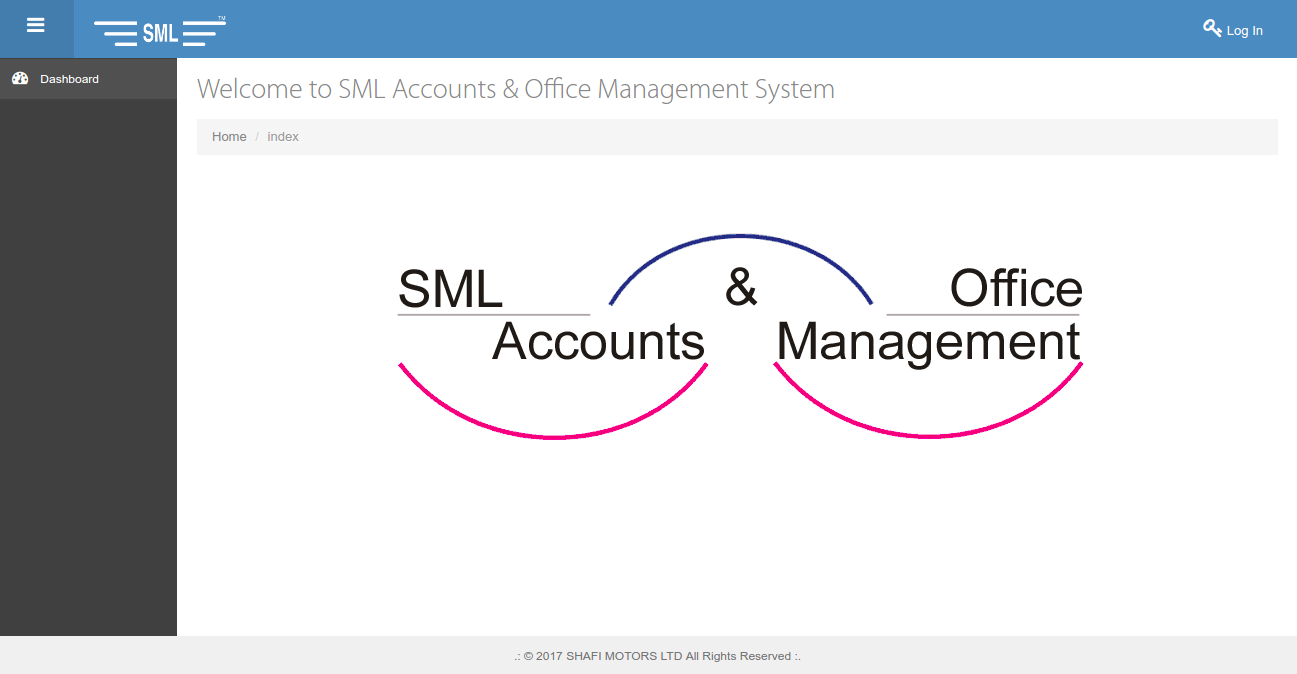 SML™
Log In
Dashboard
Welcome to SML Accounts & Office Management System
Home / index
SML & Office
Accounts Management
.: © 2017 SHAFI MOTORS LTD All Rights Reserved :.